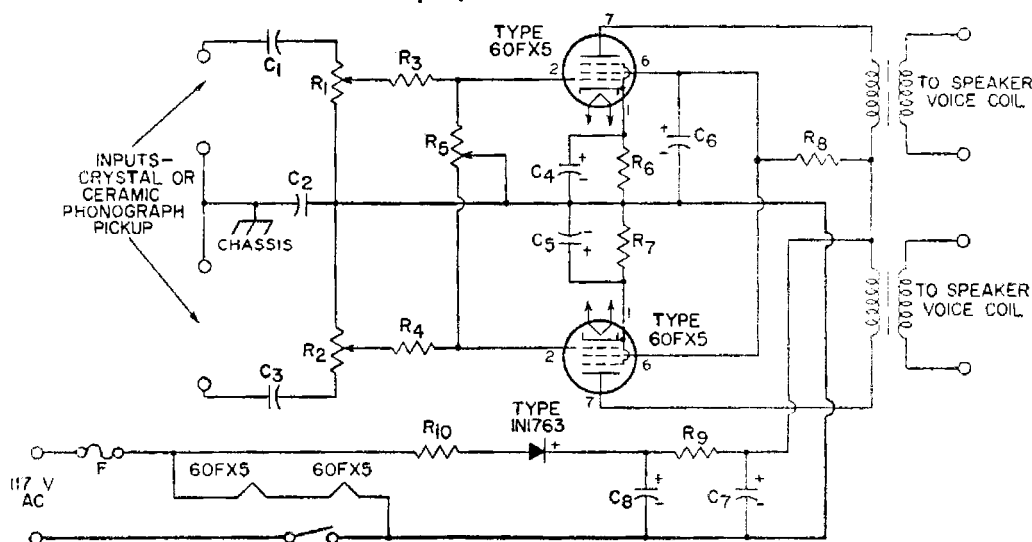 TYPE
60FX5
7
6
2
1
C1
R1
R3
R5
C4
R6
C6
R8
TO SPEAKER
VOICE COIL
INPUTS-
CRYSTAL OR
CERAMIC
PHONOGRAPH
PICKUP
C2
CHASSIS
C5
R7
TO SPEAKER
VOICE COIL
R2
R4
2
1
6
7
TYPE
60FX5
C3
TYPE
IN1763
R10
R9
F
117 V
AC
60FX5 60FX5
C8
C7